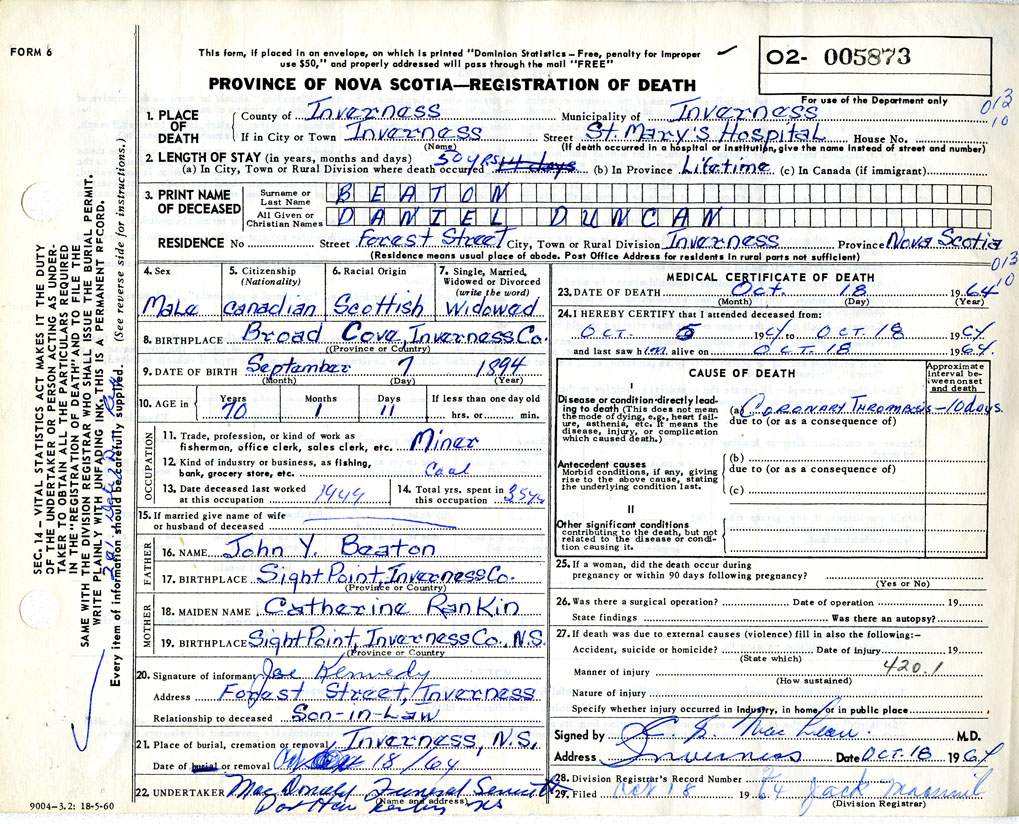 FORM 6
This form, if placed in an envelope, on which is printed "Dominion Statistics – Free, penalty for improper
use $50," and properly addressed will pass through the mail "FREE"
02- 005873
PROVINCE OF NOVA SCOTIA—REGISTRATION OF DEATH
For use of the Department only
013
10
1. PLACE OF DEATH
County of Inverness Municipality of Inverness
If in City or Town Inverness Street St. Mary's Hospital House No.
(Name) (If death occurred in a hospital or institution, give the name instead of street and number)
2. LENGTH OF STAY (in years, months and days)
(a) In City, Town or Rural Division where death occurred 50 yrs 14 days (b) In Province Lifetime (c) In Canada (if immigrant)
3. PRINT NAME OF DECEASED
Surname or Last Name BEATON
All Given or Christian Names DANIEL DUNCAN
RESIDENCE No Street Forest Street City, Town or Rural Division Inverness Province Nova Scotia
(Residence means usual place of abode. Post Office Address for residents in rural parts not sufficient)
013
10
4. Sex
Male
5. Citizenship (Nationality)
Canadian
6. Racial Origin
Scottish
7. Single, Married, Widowed or Divorced (write the word)
Widowed
8. BIRTHPLACE Broad Cove, Inverness Co.
(Province or Country)
9. DATE OF BIRTH September 7 1894
(Month) (Day) (Year)
10. AGE in Years Months Days If less than one day old
70 1 11 hrs. or min.
OCCUPATION
11. Trade, profession, or kind of work as
fisherman, office clerk, sales clerk, etc. Miner
12. Kind of industry or business, as fishing,
bank, grocery store, etc. Coal
13. Date deceased last worked
at this occupation 1949
14. Total yrs. spent in
this occupation 35 yrs
15. If married give name of wife
or husband of deceased
FATHER
16. NAME John Y. Beaton
17. BIRTHPLACE Sight Point, Inverness Co.
(Province or Country)
MOTHER
18. MAIDEN NAME Catherine Rankin
19. BIRTHPLACE Sight Point, Inverness Co., N.S.
(Province or Country)
20. Signature of informant Joe Kennedy
Address Forest Street, Inverness
Relationship to deceased Son-in-Law
21. Place of burial, cremation or removal Inverness, N.S.
Date of burial or removal 18/64
22. UNDERTAKER MacDonald Funeral Service
(Name and address)
Port Hawkesbury NS
9004–3.2: 18-5-60
MEDICAL CERTIFICATE OF DEATH
23. DATE OF DEATH Oct. 18 1964
(Month) (Day) (Year)
24. I HEREBY CERTIFY that I attended deceased from:
OCT. 5 1964 to OCT. 18 1964
and last saw him alive on OCT. 18 1964.
CAUSE OF DEATH
Approximate interval between onset and death
I
Disease or condition directly leading to death (This does not mean the mode of dying, e.g., heart failure, asthenia, etc. It means the disease, injury, or complication which caused death.)
(a) CORONARY THROMBOSIS – 10 days.
due to (or as a consequence of)
Antecedent causes
Morbid conditions, if any, giving rise to the above cause, stating the underlying condition last.
(b)
due to (or as a consequence of)
(c)
II
Other significant conditions
contributing to the death, but not related to the disease or condition causing it.
25. If a woman, did the death occur during
pregnancy or within 90 days following pregnancy?
(Yes or No)
26. Was there a surgical operation? Date of operation 19
State findings Was there an autopsy?
27. If death was due to external causes (violence) fill in also the following:–
Accident, suicide or homicide? Date of injury 19
(State which)
Manner of injury 420.1
(How sustained)
Nature of injury
Specify whether injury occurred in industry, in home, or in public place
Signed by MacLean M.D.
Address Inverness Date OCT. 18 1964
28. Division Registrar's Record Number
29. Filed Oct 18 1964 Jack
(Division Registrar)
SEC. 14 – VITAL STATISTICS ACT MAKES IT THE DUTY
OF THE UNDERTAKER OR PERSON ACTING AS UNDER-
TAKER TO OBTAIN ALL THE PARTICULARS REQUIRED
IN THE "REGISTRATION OF DEATH" AND TO FILE THE
SAME WITH THE DIVISION REGISTRAR WHO SHALL ISSUE THE BURIAL PERMIT.
WRITE PLAINLY WITH UNFADING INK, THIS IS A PERMANENT RECORD.
Every item of information should be carefully supplied. (See reverse side for instructions.)